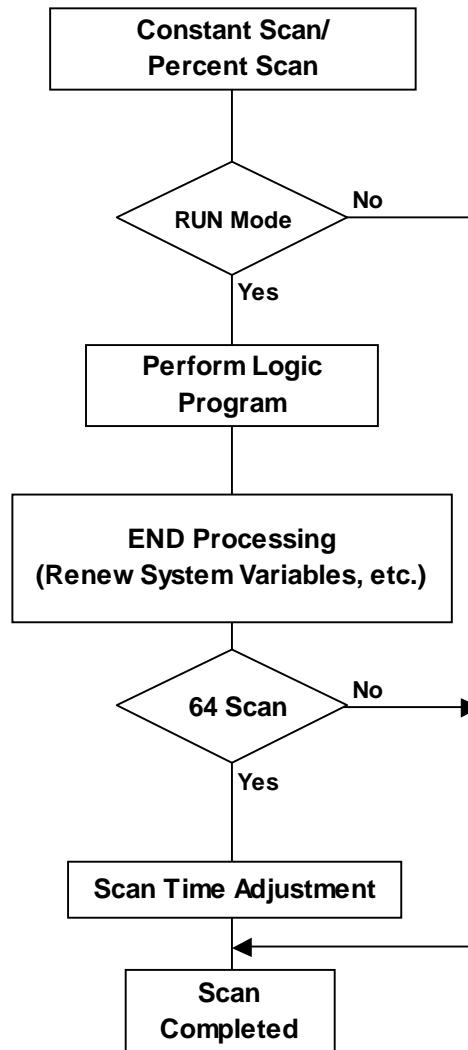 Constant Scan/
Percent Scan
RUN Mode
No
Yes
Perform Logic
Program
END Processing
(Renew System Variables, etc.)
64 Scan
No
Yes
Scan Time Adjustment
Scan
Completed